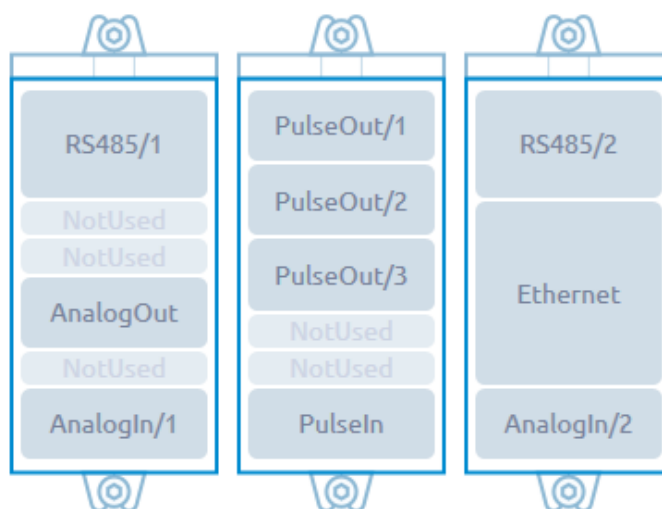 RS485/1
NotUsed
NotUsed
AnalogOut
NotUsed
AnalogIn/1
PulseOut/1
PulseOut/2
PulseOut/3
NotUsed
NotUsed
PulseIn
RS485/2
Ethernet
AnalogIn/2